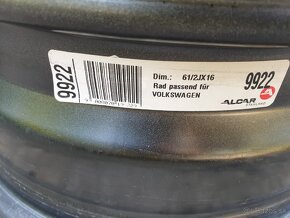 9922
Dim.: 61/2JX16
Rad passend für
VOLKSWAGEN
9922
ALCAR